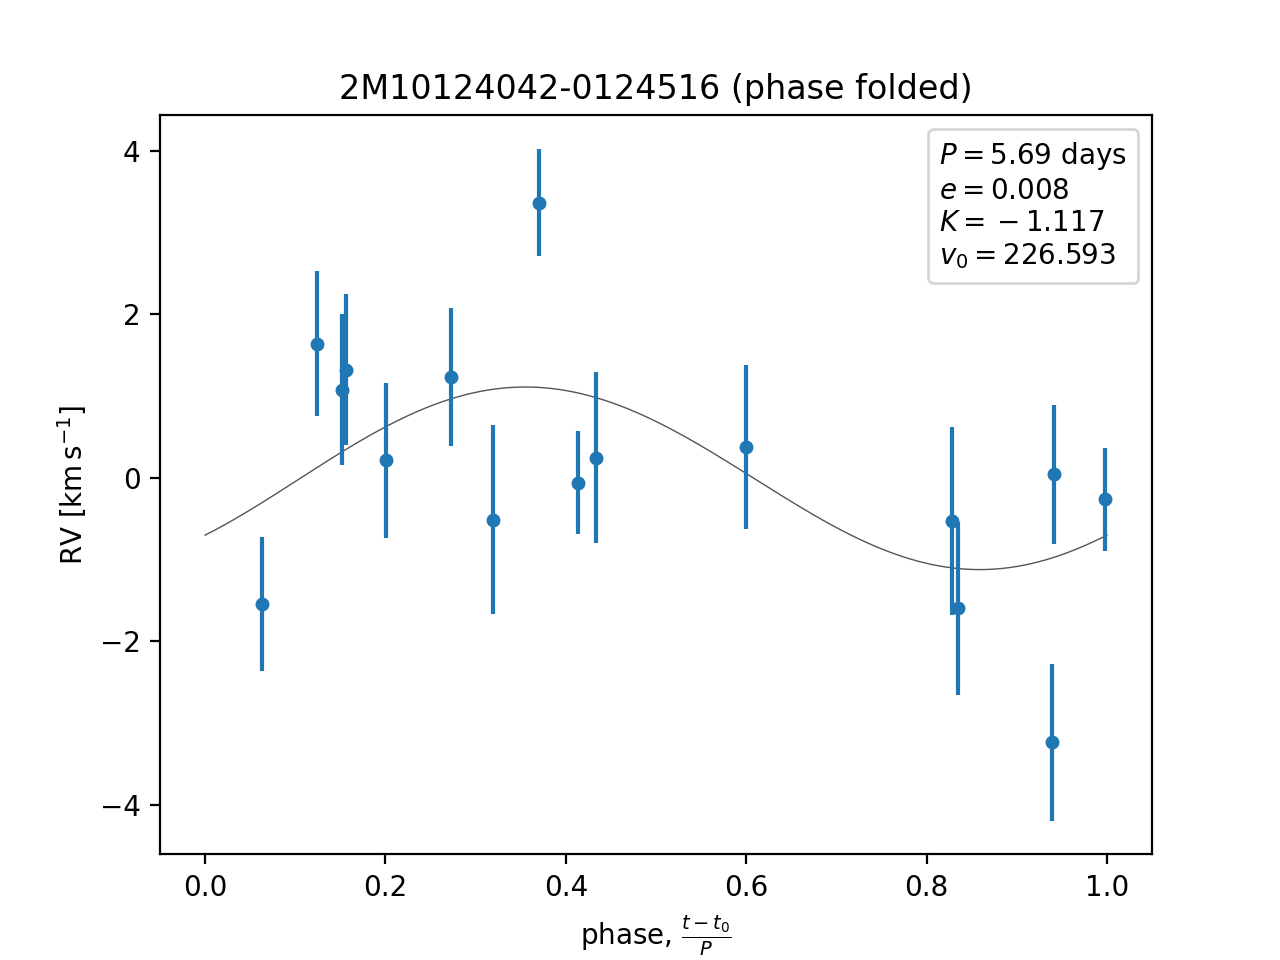 2M10124042-0124516 (phase folded)
P = 5.69 days
e = 0.008
K = −1.117
v₀ = 226.593
RV [km s⁻¹]
4
2
0
−2
−4
0.0 0.2 0.4 0.6 0.8 1.0
phase, (t − t₀)/P